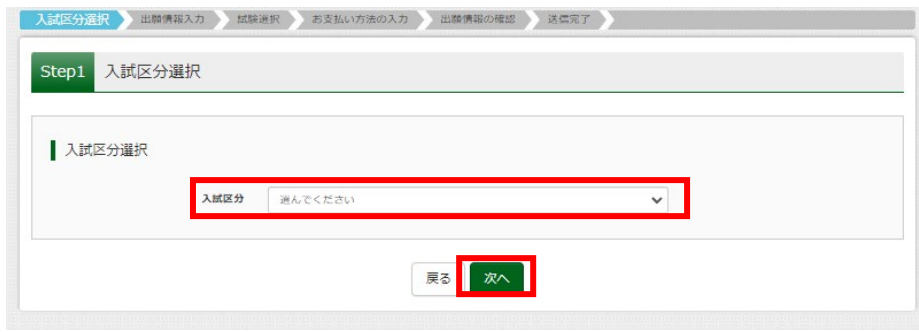 入試区分選択 出願情報入力 試験選択 お支払い方法の入力 出願情報の確認 送信完了
Step1 入試区分選択
入試区分選択
入試区分 選んでください
戻る 次へ